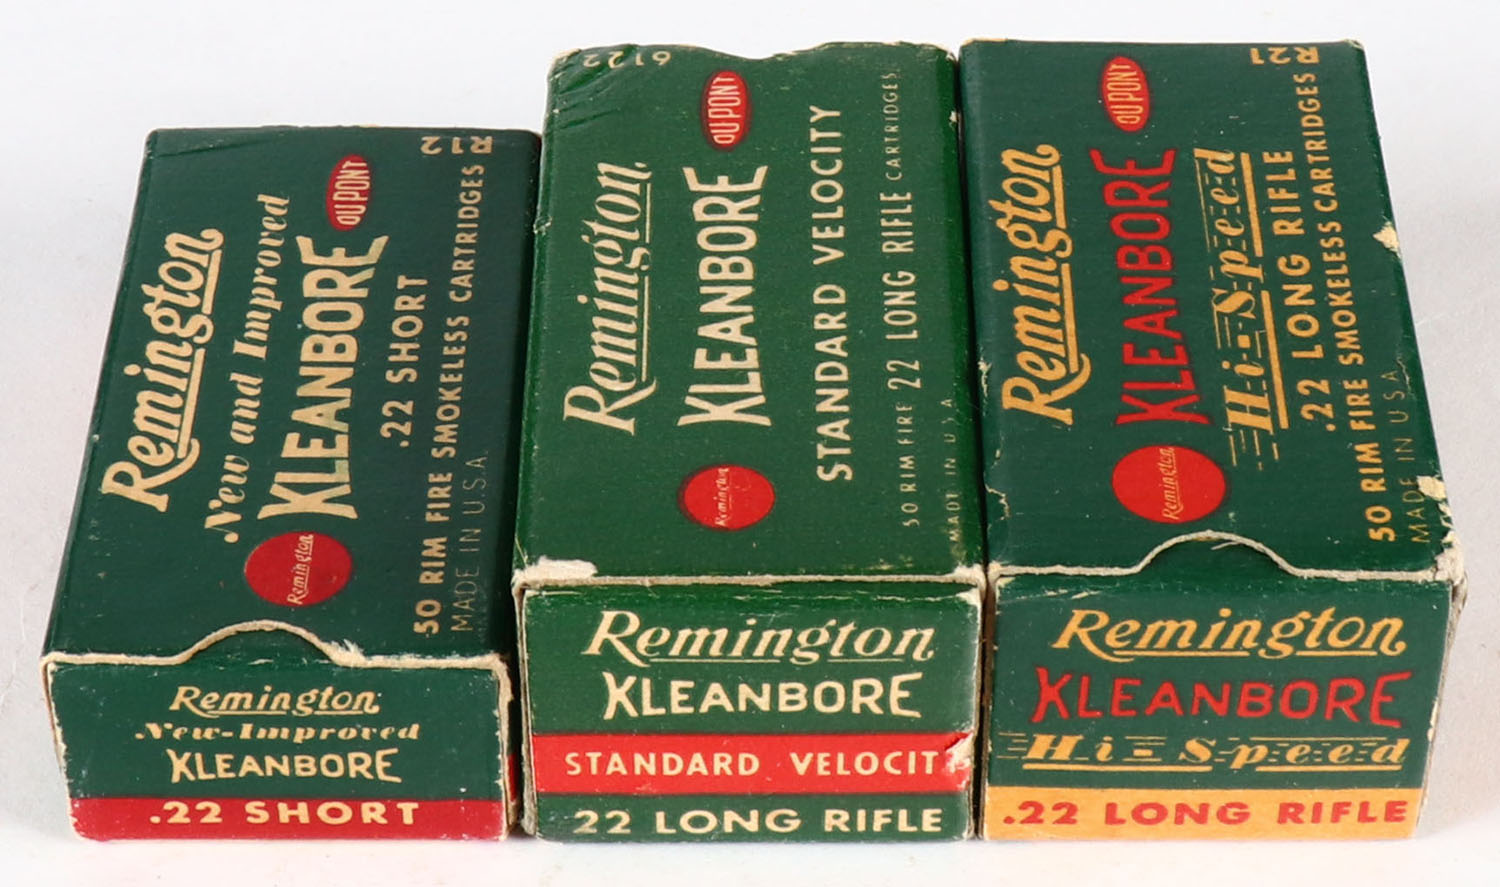 Remington
New and Improved
KLEANBORE
.22 SHORT
50 RIM FIRE SMOKELESS CARTRIDGES
MADE IN U.S.A.
DUPONT
Remington
R12
Remington
New-Improved
KLEANBORE
.22 SHORT
6122
Remington
KLEANBORE
DUPONT
Remington
STANDARD VELOCITY
50 RIM FIRE 22 LONG RIFLE CARTRIDGES
MADE IN U.S.A.
Remington
KLEANBORE
STANDARD VELOCIT
22 LONG RIFLE
Remington
KLEANBORE
DUPONT
Remington
Hi-Speed
.22 LONG RIFLE
50 RIM FIRE SMOKELESS CARTRIDGES
MADE IN U.S.A.
Remington
KLEANBORE
Hi-Speed
.22 LONG RIFLE